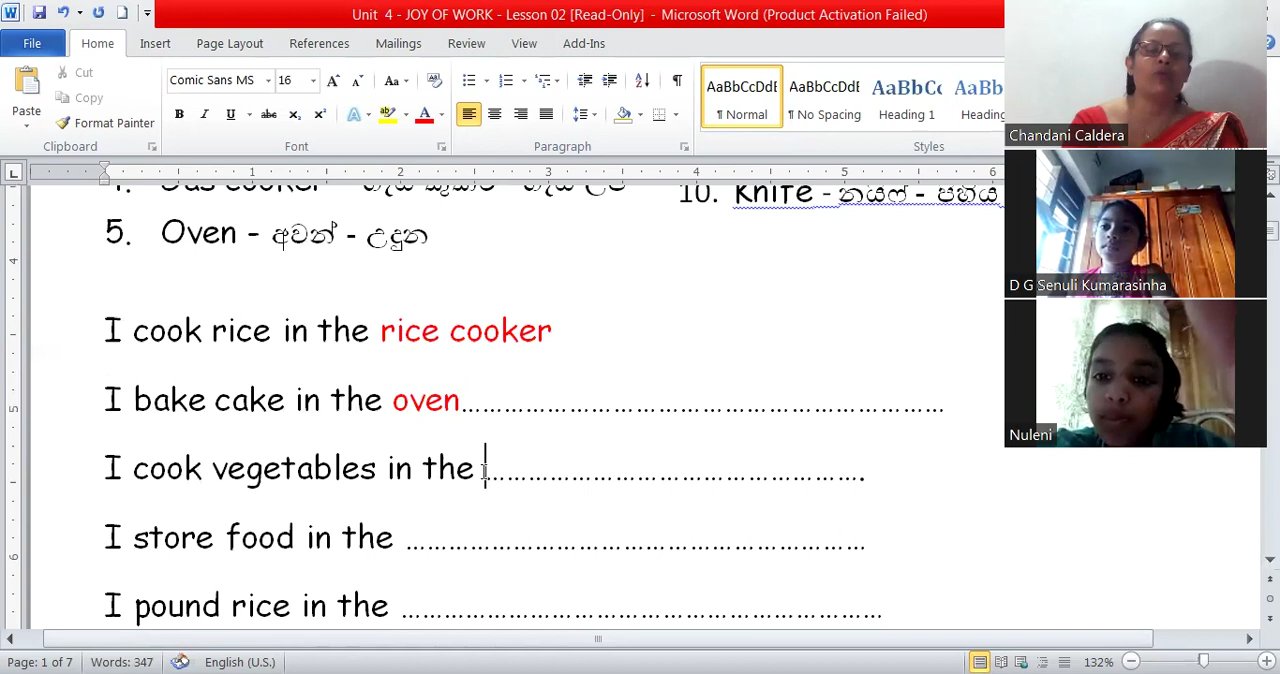 Unit 4 - JOY OF WORK - Lesson 02 [Read-Only] - Microsoft Word (Product Activation Failed)
File Home Insert Page Layout References Mailings Review View Add-Ins
Paste
Cut
Copy
Format Painter
Clipboard
Comic Sans MS 16
Font
Paragraph
AaBbCcDdE AaBbCcDdE AaBbCc AaBbC
¶ Normal ¶ No Spacing Heading 1 Heading
Styles
Chandani Caldera
D G Senuli Kumarasinha
Nuleni
10. Knife - නයෆ් - පිහිය
5. Oven - අවන් - උදුන
I cook rice in the rice cooker
I bake cake in the oven……………………………………………………………
I cook vegetables in the ……………………………………………….
I store food in the …………………………………………………………
I pound rice in the ……………………………………………………………
Page: 1 of 7 Words: 347 English (U.S.) 132%